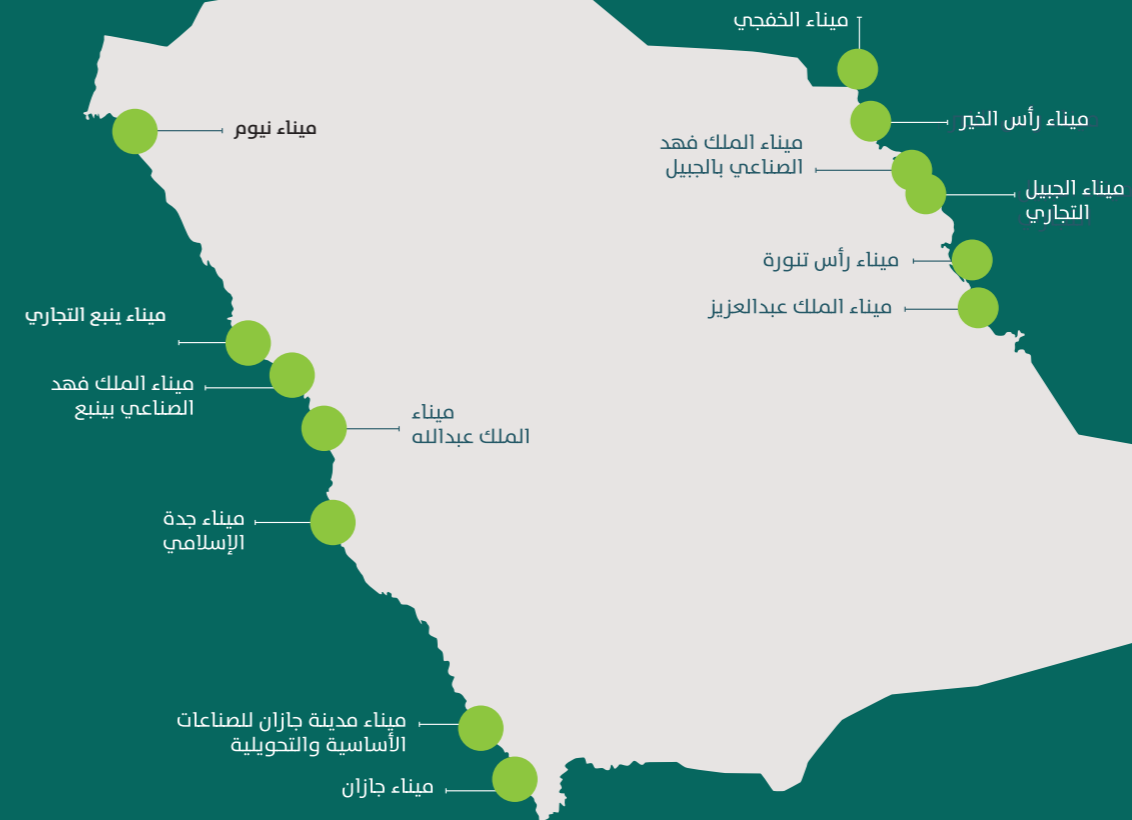 ميناء الخفجي
ميناء رأس الخير
ميناء نيوم
ميناء الملك فهد
الصناعي بالجبيل
ميناء الجبيل
التجاري
ميناء رأس تنورة
ميناء الملك عبدالعزيز
ميناء ينبع التجاري
ميناء الملك فهد
الصناعي بينبع
ميناء
الملك عبدالله
ميناء جدة
الإسلامي
ميناء مدينة جازان للصناعات
الأساسية والتحويلية
ميناء جازان